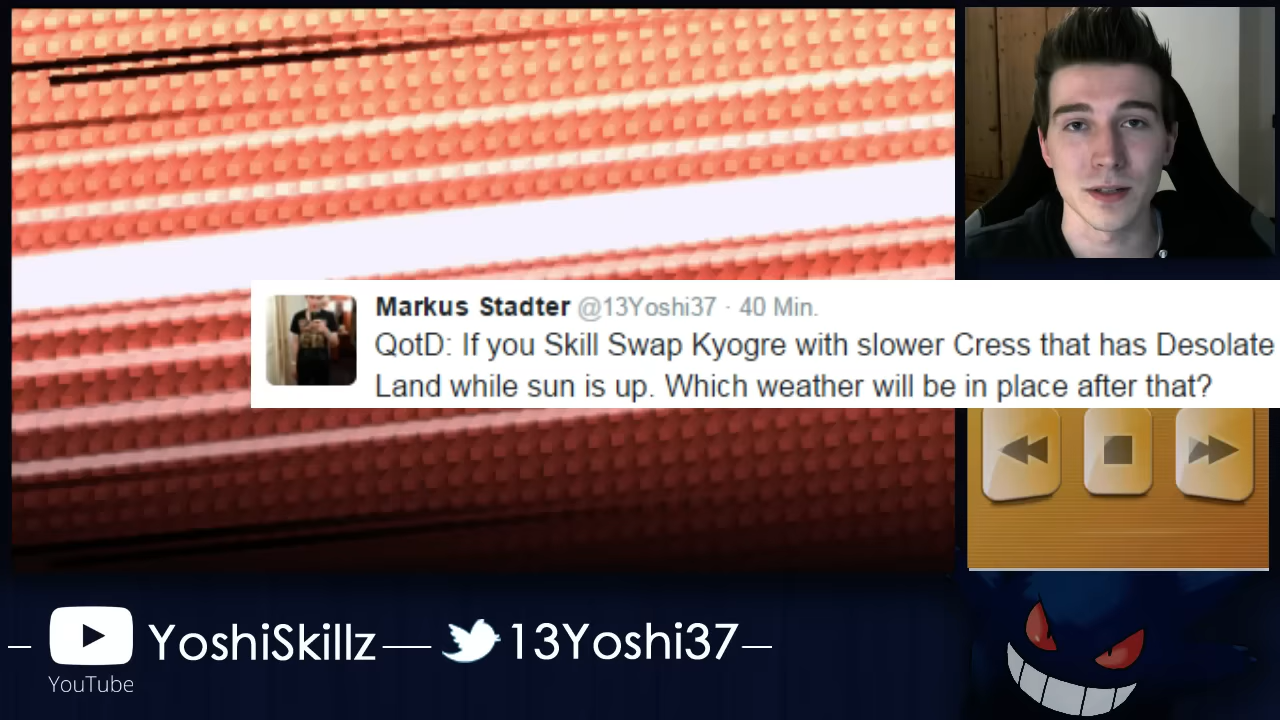 Markus Stadter @13Yoshi37 · 40 Min.
QotD: If you Skill Swap Kyogre with slower Cress that has Desolate
Land while sun is up. Which weather will be in place after that?
YoshiSkillz
13Yoshi37
YouTube